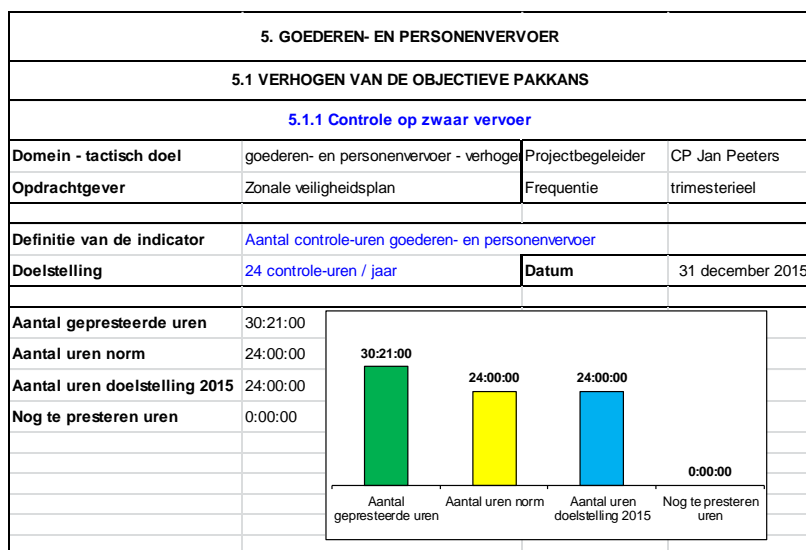 5. GOEDEREN- EN PERSONENVERVOER
5.1 VERHOGEN VAN DE OBJECTIEVE PAKKANS
5.1.1 Controle op zwaar vervoer
Domein - tactisch doel goederen- en personenvervoer - verhoge Projectbegeleider CP Jan Peeters
Opdrachtgever Zonale veiligheidsplan Frequentie trimesterieel
Definitie van de indicator Aantal controle-uren goederen- en personenvervoer
Doelstelling 24 controle-uren / jaar Datum 31 december 2015
Aantal gepresteerde uren 30:21:00
Aantal uren norm 24:00:00
Aantal uren doelstelling 2015 24:00:00
Nog te presteren uren 0:00:00
30:21:00 24:00:00 24:00:00 0:00:00
Aantal gepresteerde uren Aantal uren norm Aantal uren doelstelling 2015 Nog te presteren uren